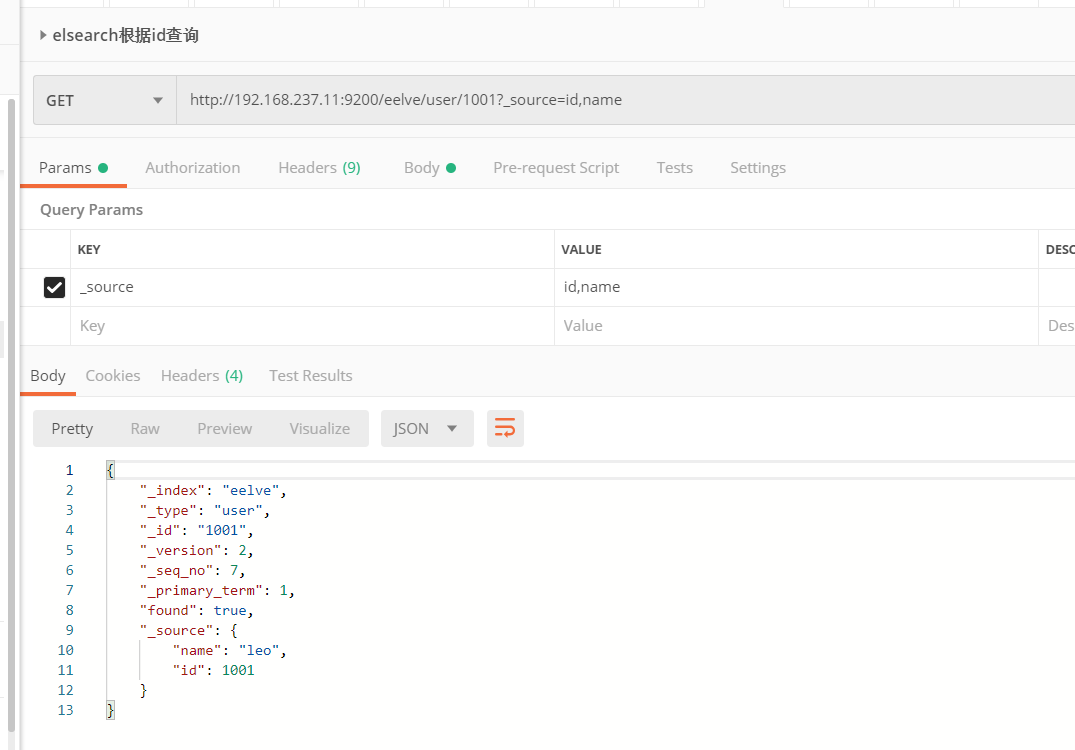 elsearch根据id查询
GET http://192.168.237.11:9200/eelve/user/1001?_source=id,name
Params Authorization Headers (9) Body Pre-request Script Tests Settings
Query Params
KEY VALUE DESC
_source id,name
Key Value Des
Body Cookies Headers (4) Test Results
Pretty Raw Preview Visualize JSON
1 {
2 "_index": "eelve",
3 "_type": "user",
4 "_id": "1001",
5 "_version": 2,
6 "_seq_no": 7,
7 "_primary_term": 1,
8 "found": true,
9 "_source": {
10 "name": "leo",
11 "id": 1001
12 }
13 }